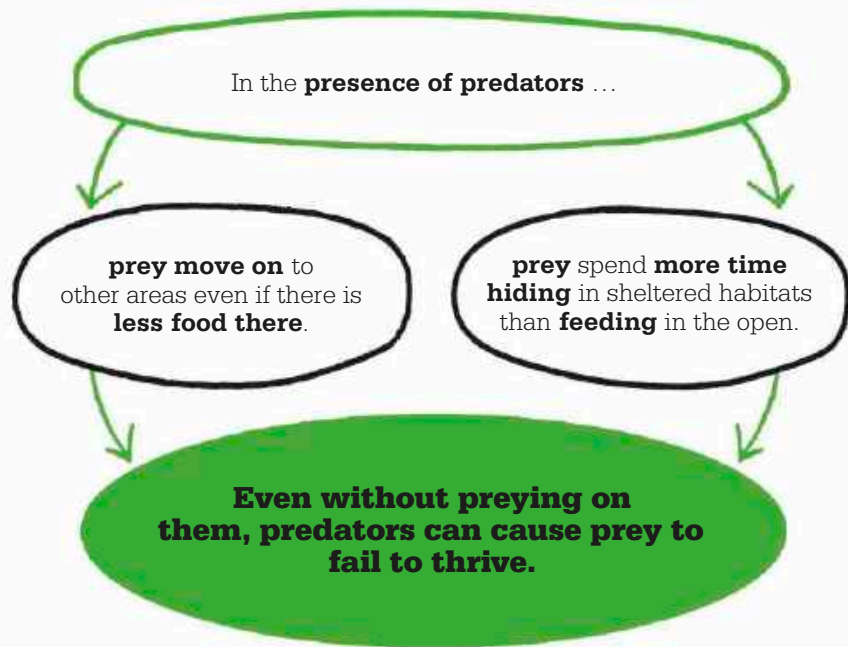 In the presence of predators …
prey move on to
other areas even if there is
less food there.
prey spend more time
hiding in sheltered habitats
than feeding in the open.
Even without preying on
them, predators can cause prey to
fail to thrive.